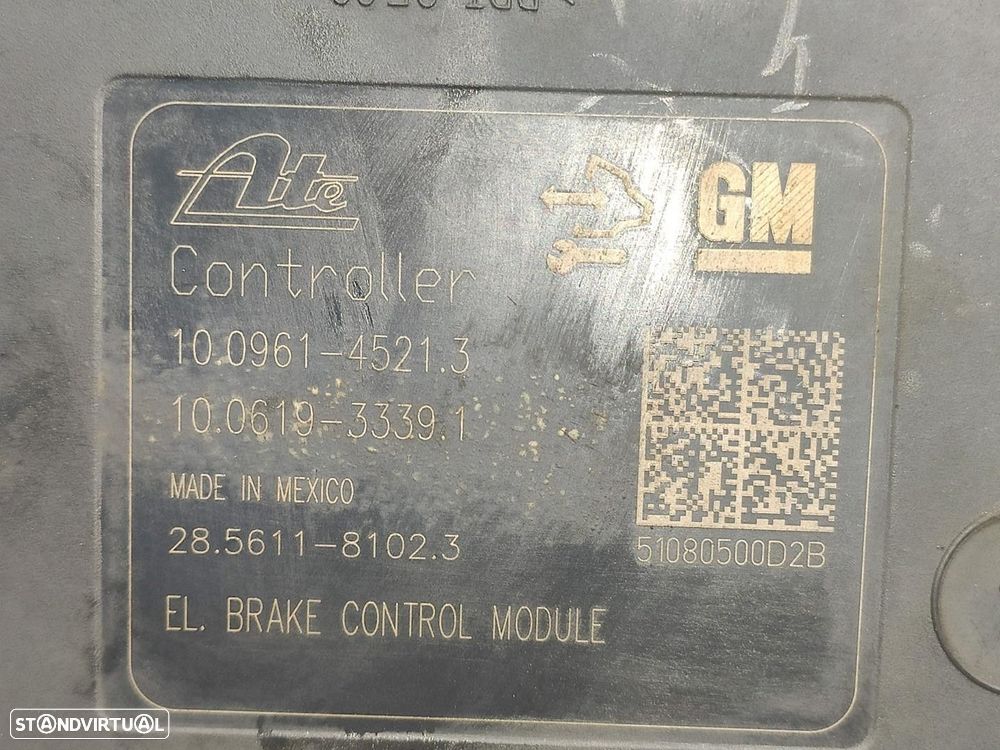 Ate
GM
Controller
10.0961-4521.3
10.0619-3339.1
MADE IN MEXICO
28.5611-8102.3
51080500D2B
EL. BRAKE CONTROL MODULE
STANDVIRTUAL